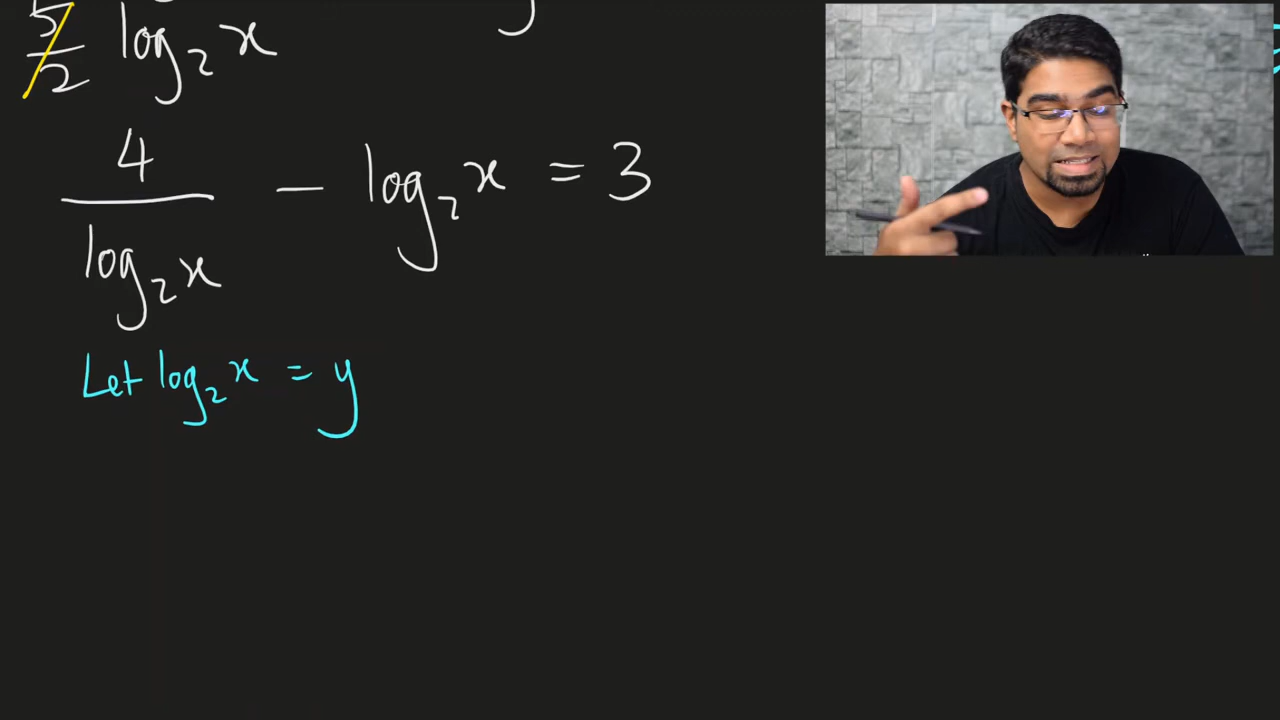 5/2 log₂x
4/log₂x - log₂x = 3
Let log₂x = y